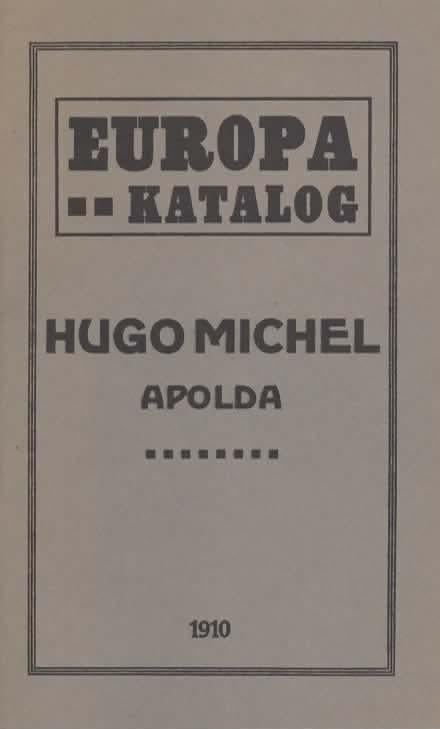 EUROPA
KATALOG
HUGO MICHEL
APOLDA
1910